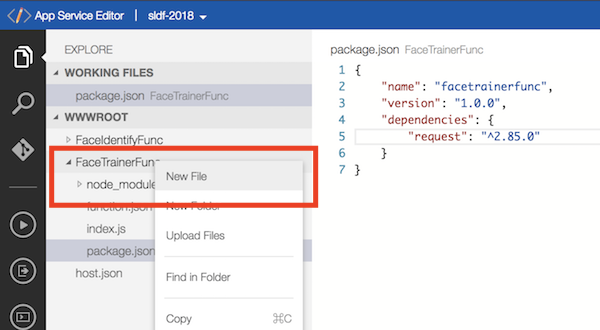 App Service Editor
sldf-2018
EXPLORE
WORKING FILES
package.json FaceTrainerFunc
WWWROOT
FaceIdentifyFunc
FaceTrainerFunc
node_module
function.json
index.js
package.json
host.json
New File
New Folder
Upload Files
Find in Folder
Copy ⌘C
package.json FaceTrainerFunc
1 {
2 "name": "facetrainerfunc",
3 "version": "1.0.0",
4 "dependencies": {
5 "request": "^2.85.0"
6 }
7 }